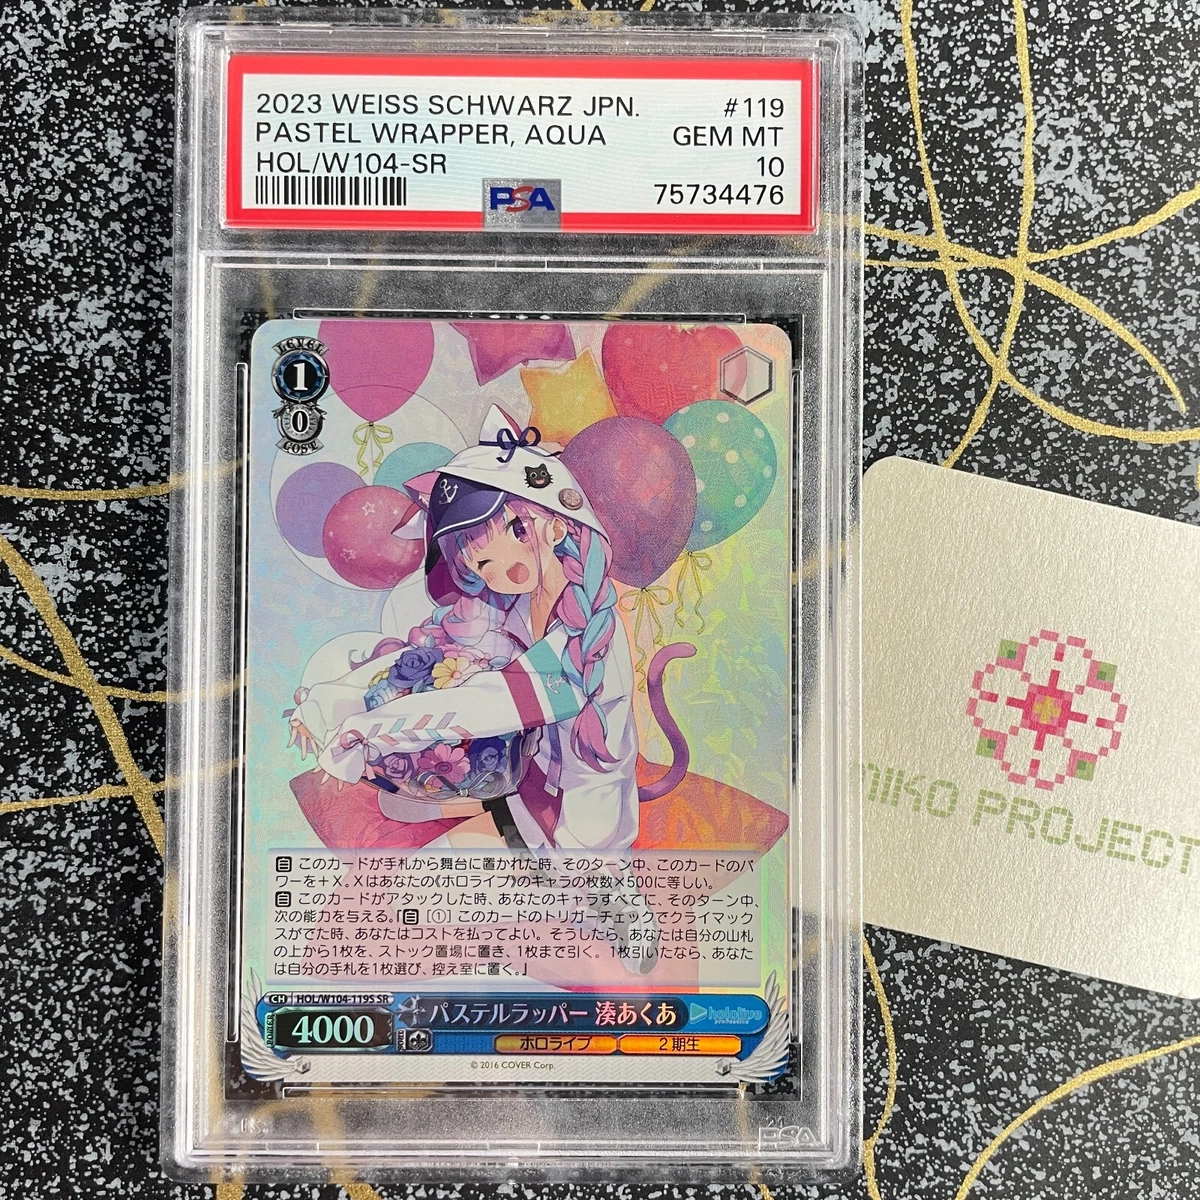 2023 WEISS SCHWARZ JPN. #119
PASTEL WRAPPER, AQUA GEM MT
HOL/W104-SR 10
PSA 75734476
LEVEL
1
0
COST
自 このカードが手札から舞台に置かれた時、そのターン中、このカードのパ
ワーを+X。Xはあなたの《ホロライブ》のキャラの枚数×500に等しい。
自 このカードがアタックした時、あなたのキャラすべてに、そのターン中、
次の能力を与える。『自 [①] このカードのトリガーチェックでクライマック
スがでた時、あなたはコストを払ってよい。そうしたら、あなたは自分の山札
の上から1枚を、ストック置場に置き、1枚まで引く。1枚引いたなら、あなた
は自分の手札を1枚選び、控え室に置く。』
CH HOL/W104-119S SR
POWER 4000 SOUL パステルラッパー 湊あくあ hololive production
ホロライブ 2期生
© 2016 COVER Corp.
PSA
NIKO PROJECT